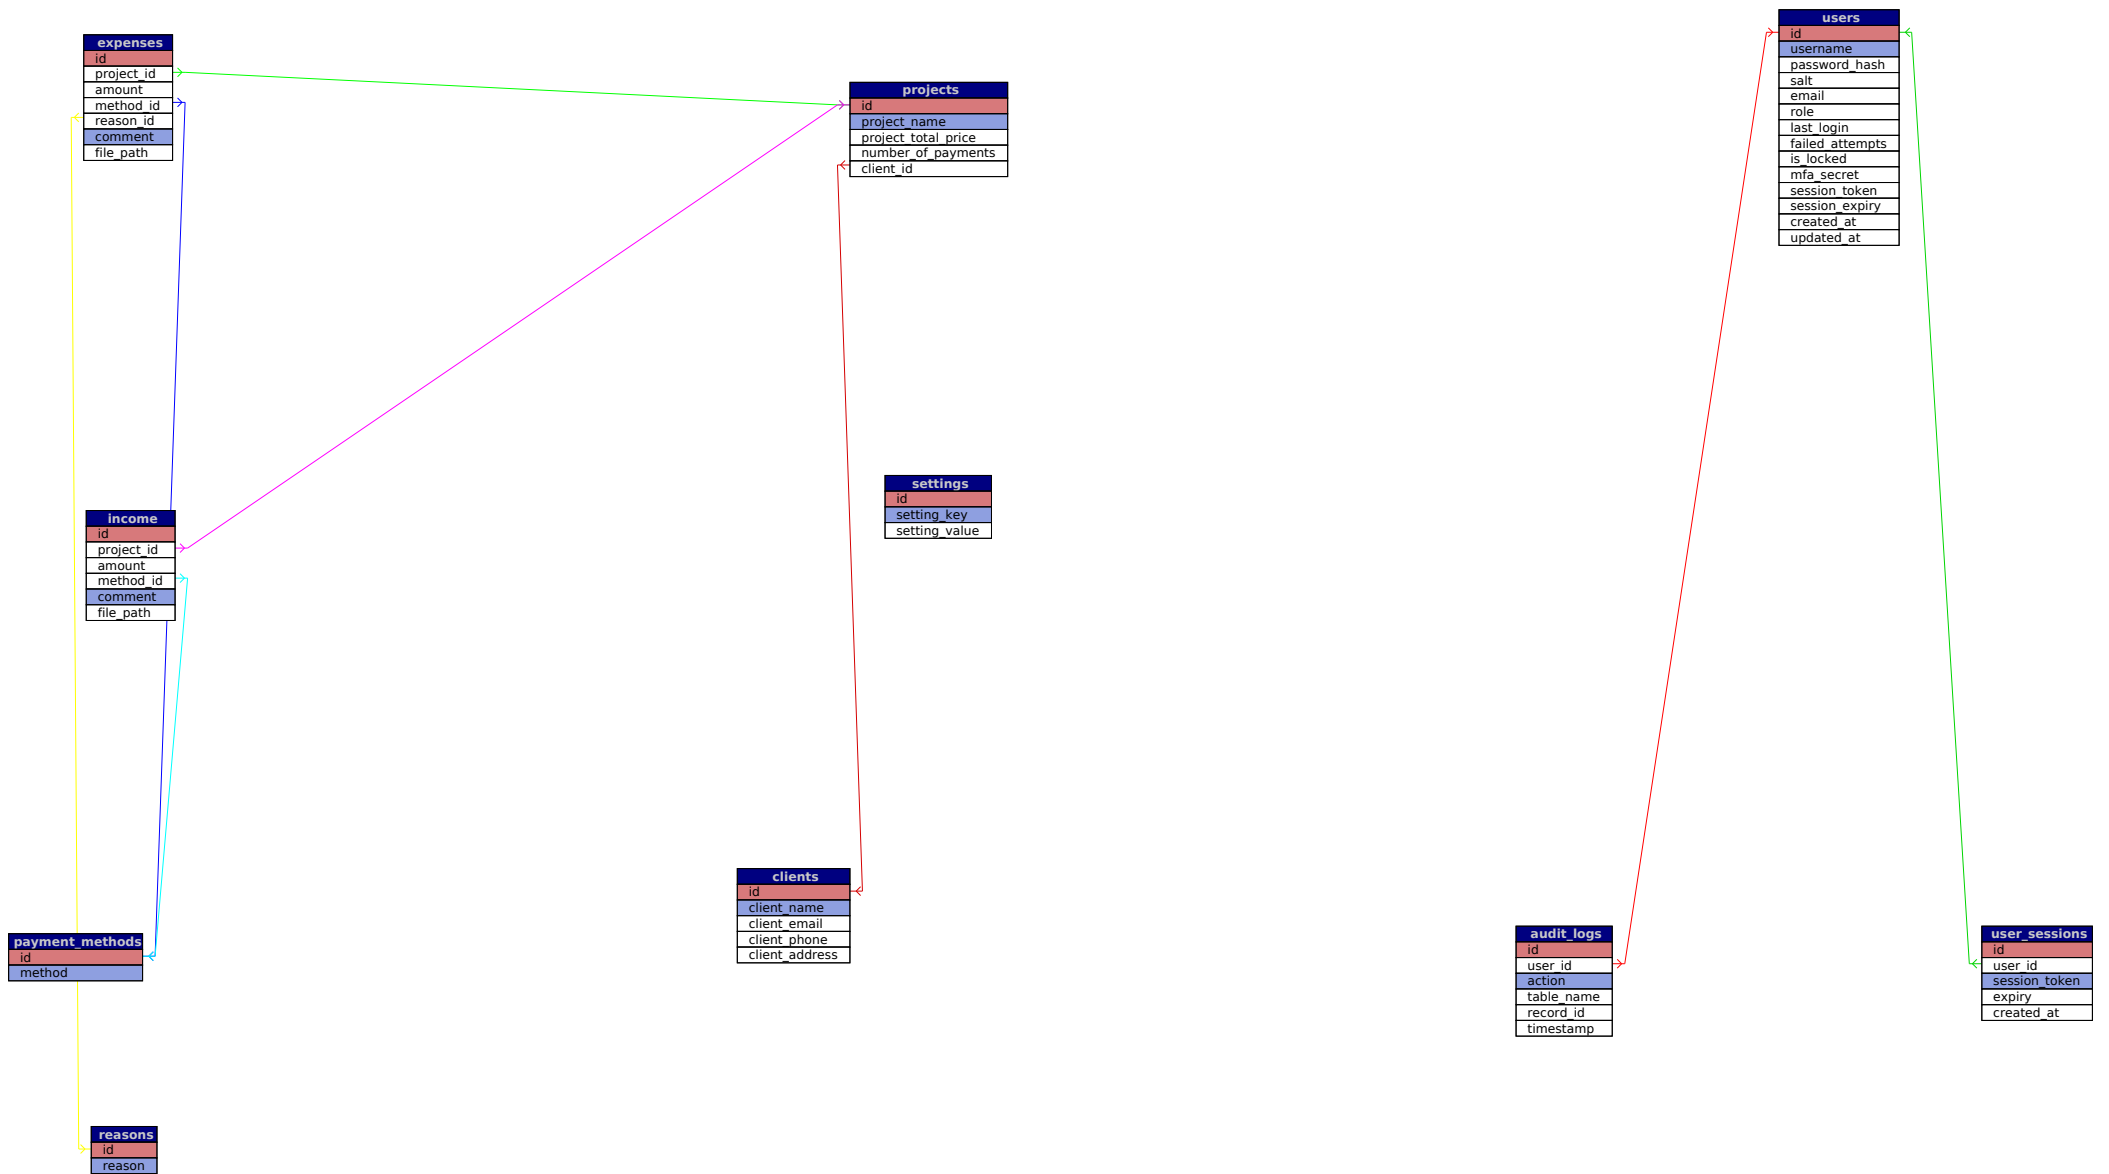 expenses
id
project_id
amount
method_id
reason_id
comment
file_path
projects
id
project_name
project_total_price
number_of_payments
client_id
users
id
username
password_hash
salt
email
role
last_login
failed_attempts
is_locked
mfa_secret
session_token
session_expiry
created_at
updated_at
income
id
project_id
amount
method_id
comment
file_path
settings
id
setting_key
setting_value
payment_methods
id
method
clients
id
client_name
client_email
client_phone
client_address
audit_logs
id
user_id
action
table_name
record_id
timestamp
user_sessions
id
user_id
session_token
expiry
created_at
reasons
id
reason